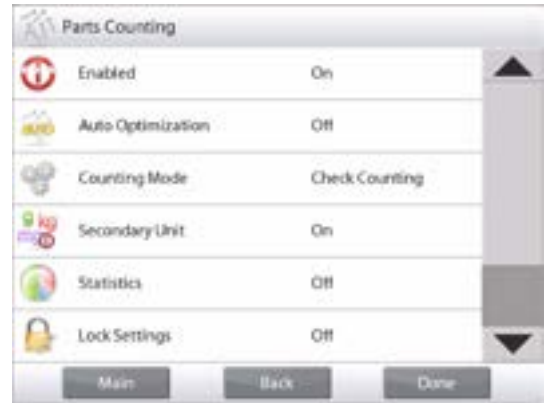 Parts Counting
Enabled On
Auto Optimization Off
Counting Mode Check Counting
Secondary Unit On
Statistics Off
Lock Settings Off
Main Back Done